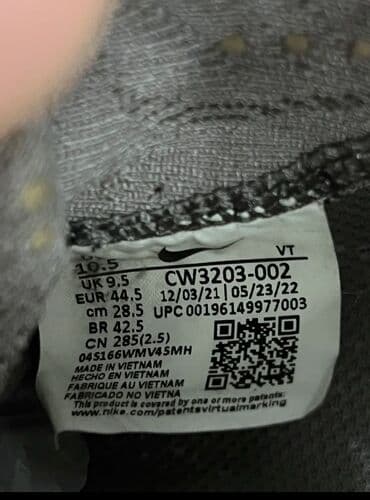 VT
10.5
UK 9.5 CW3203-002
EUR 44.5 12/03/21 | 05/23/22
cm 28.5 UPC 00196149977003
BR 42.5
CN 285(2.5)
04S166WMV45MH
MADE IN VIETNAM
HECHO EN VIETNAM
FABRIQUE AU VIETNAM
FABRICADO NO VIETNA
This product is covered by one or more patents:
www.nike.com/patentsvirtualmarking